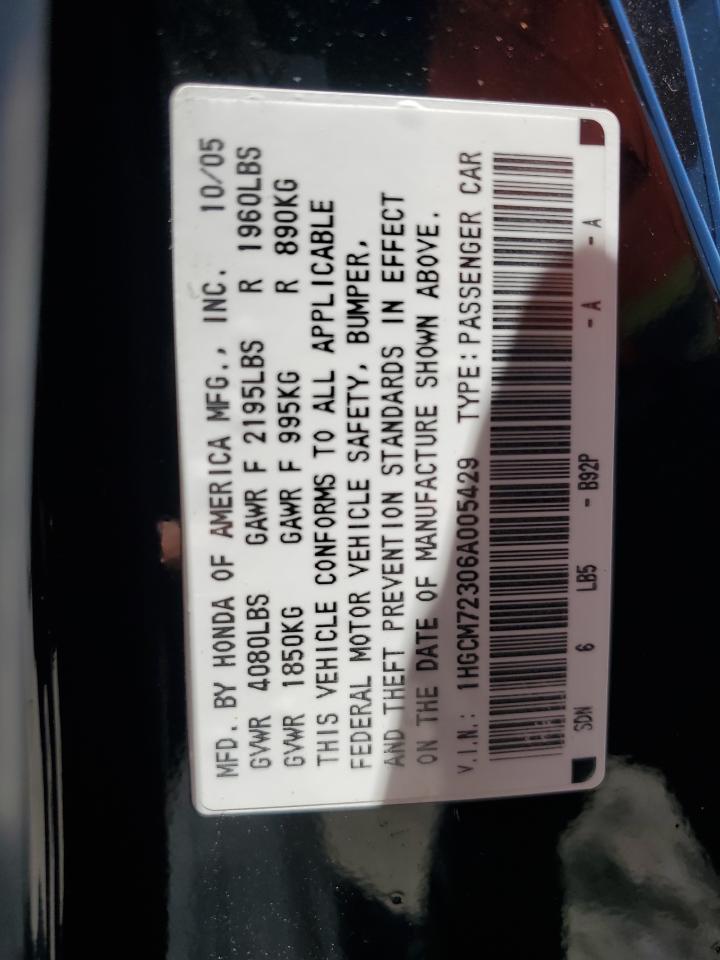 MFD. BY HONDA OF AMERICA MFG., INC. 10/05
GVWR 4080LBS GAWR F 2195LBS R 1960LBS
GVWR 1850KG GAWR F 995KG R 890KG
THIS VEHICLE CONFORMS TO ALL APPLICABLE
FEDERAL MOTOR VEHICLE SAFETY, BUMPER,
AND THEFT PREVENTION STANDARDS IN EFFECT
ON THE DATE OF MANUFACTURE SHOWN ABOVE.
V.I.N.: 1HGCM72306A005429 TYPE: PASSENGER CAR
SDN 6 LB5 - B92P - A - A